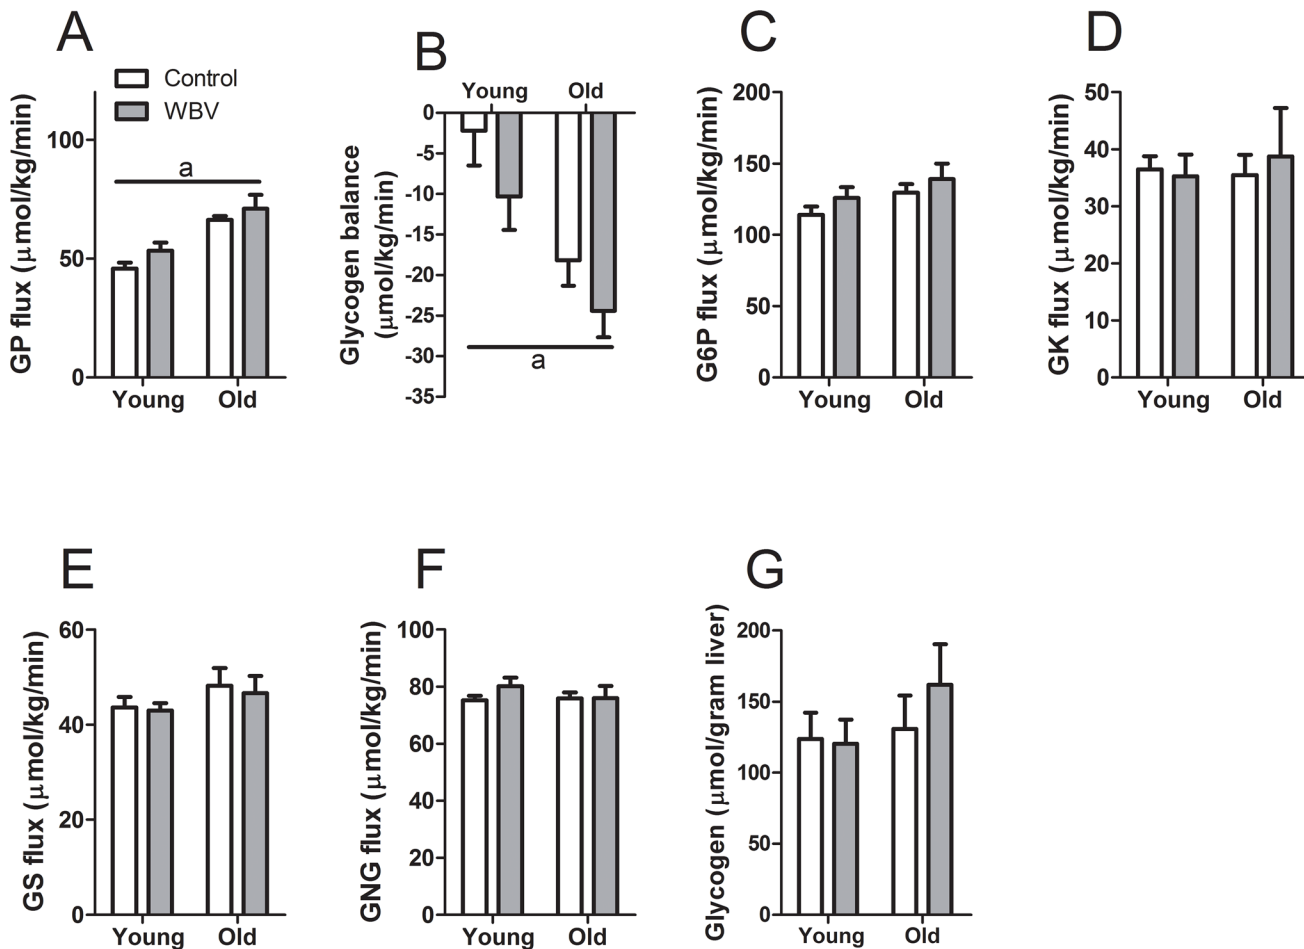 A
Control
WBV
GP flux (μmol/kg/min)
100
50
0
a
Young Old
B
Young Old
Glycogen balance
(μmol/kg/min)
0
-5
-10
-15
-20
-25
-30
-35
a
C
G6P flux (μmol/kg/min)
200
150
100
50
0
Young Old
D
GK flux (μmol/kg/min)
50
40
30
20
10
0
Young Old
E
GS flux (μmol/kg/min)
60
40
20
0
Young Old
F
GNG flux (μmol/kg/min)
100
80
60
40
20
0
Young Old
G
Glycogen (μmol/gram liver)
200
150
100
50
0
Young Old